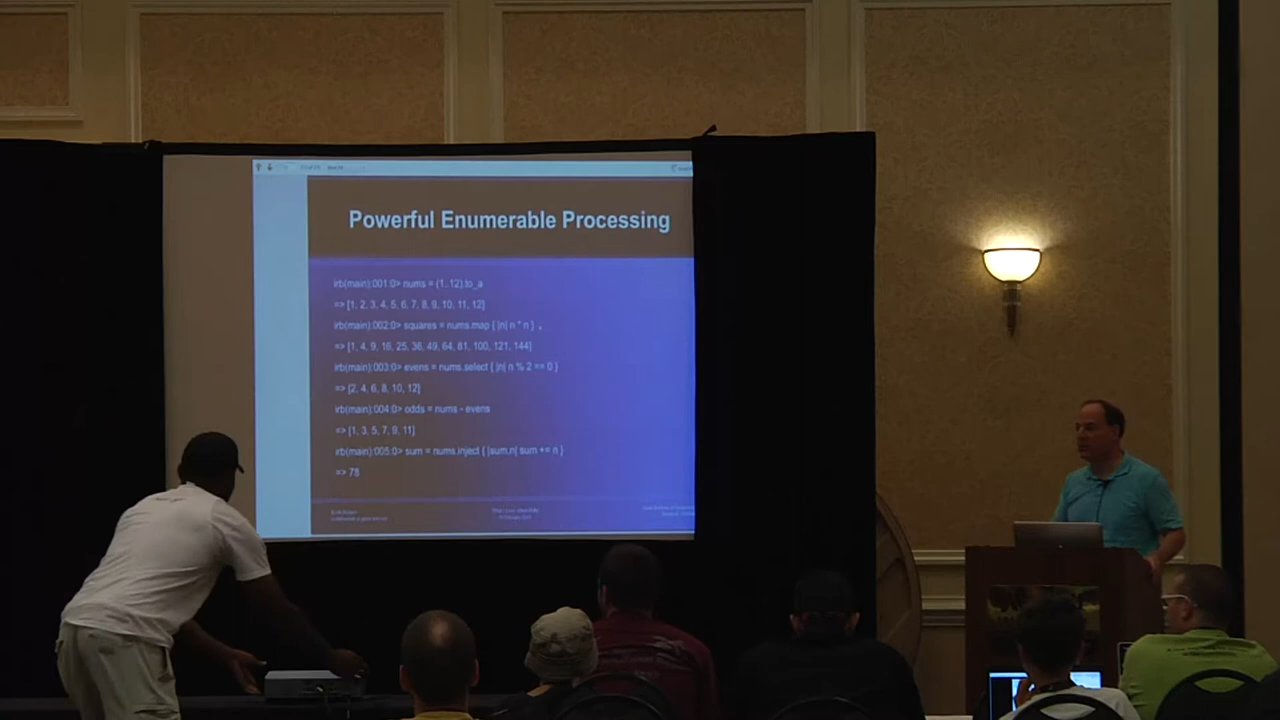 Powerful Enumerable Processing
irb(main):001:0> nums = (1..12).to_a
=> [1, 2, 3, 4, 5, 6, 7, 8, 9, 10, 11, 12]
irb(main):002:0> squares = nums.map { |n| n * n }
=> [1, 4, 9, 16, 25, 36, 49, 64, 81, 100, 121, 144]
irb(main):003:0> evens = nums.select { |n| n % 2 == 0 }
=> [2, 4, 6, 8, 10, 12]
irb(main):004:0> odds = nums - evens
=> [1, 3, 5, 7, 9, 11]
irb(main):005:0> sum = nums.inject { |sum,n| sum += n }
=> 78